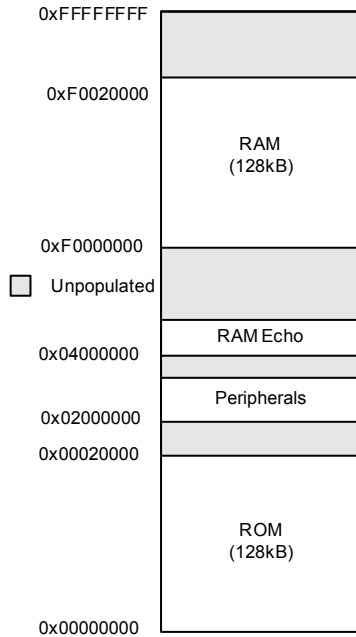 0xFFFFFFFF
0xF0020000
RAM
(128kB)
0xF0000000
Unpopulated
RAM Echo
0x04000000
Peripherals
0x02000000
0x00020000
ROM
(128kB)
0x00000000